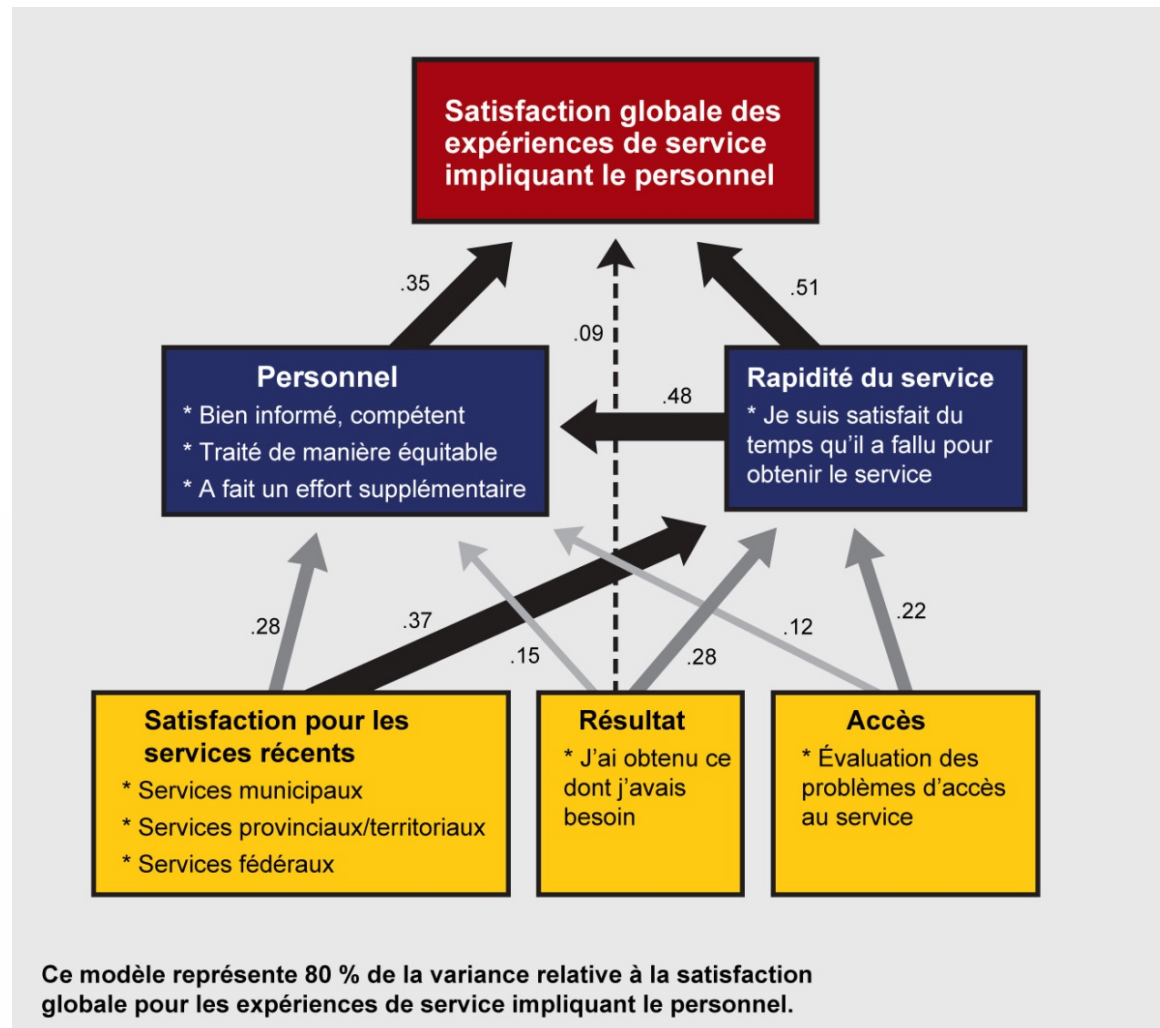 Satisfaction globale des
expériences de service
impliquant le personnel
.35
.09
.51
Personnel
* Bien informé, compétent
* Traité de manière équitable
* A fait un effort supplémentaire
.48
Rapidité du service
* Je suis satisfait du
temps qu'il a fallu pour
obtenir le service
.28
.37
.15
.28
.12
.22
Satisfaction pour les
services récents
* Services municipaux
* Services provinciaux/territoriaux
* Services fédéraux
Résultat
* J'ai obtenu ce
dont j'avais
besoin
Accès
* Évaluation des
problèmes d'accès
au service
Ce modèle représente 80 % de la variance relative à la satisfaction
globale pour les expériences de service impliquant le personnel.